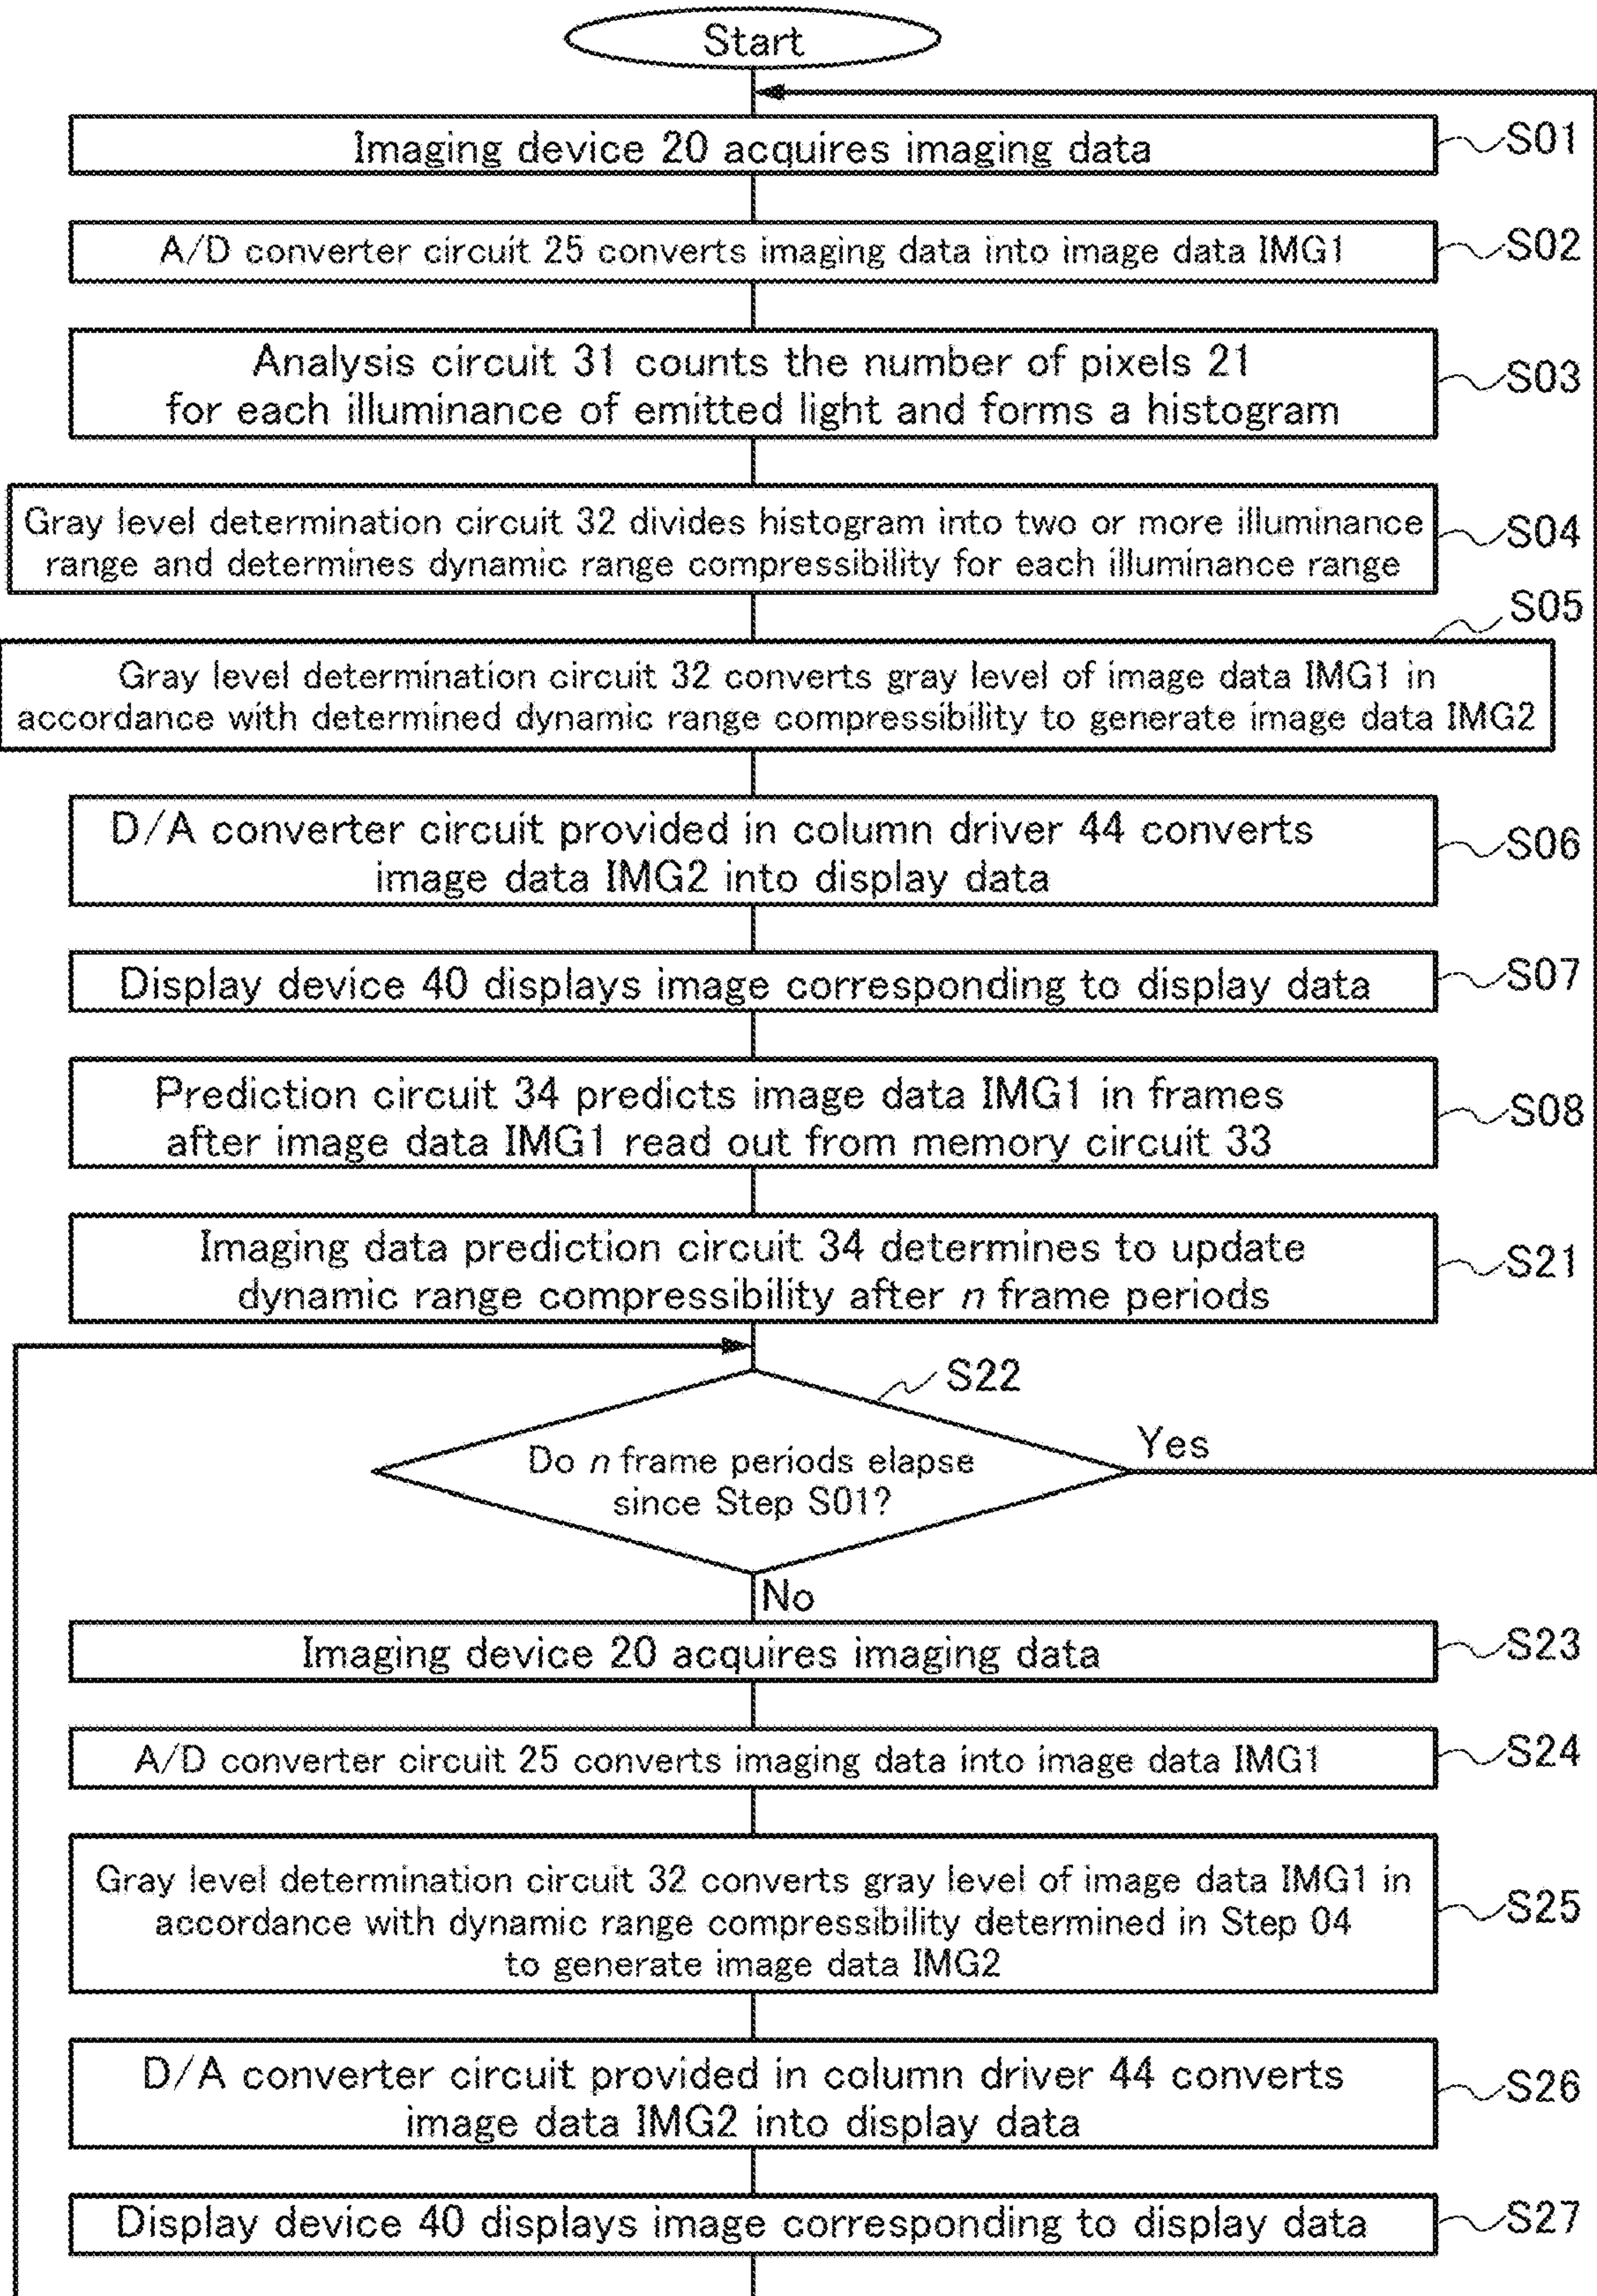 Start
Imaging device 20 acquires imaging data
S01
A/D converter circuit 25 converts imaging data into image data IMG1
S02
Analysis circuit 31 counts the number of pixels 21
for each illuminance of emitted light and forms a histogram
S03
Gray level determination circuit 32 divides histogram into two or more illuminance
range and determines dynamic range compressibility for each illuminance range
S04
S05
Gray level determination circuit 32 converts gray level of image data IMG1 in
accordance with determined dynamic range compressibility to generate image data IMG2
D/A converter circuit provided in column driver 44 converts
image data IMG2 into display data
S06
Display device 40 displays image corresponding to display data
S07
Prediction circuit 34 predicts image data IMG1 in frames
after image data IMG1 read out from memory circuit 33
S08
Imaging data prediction circuit 34 determines to update
dynamic range compressibility after n frame periods
S21
S22
Do n frame periods elapse
since Step S01?
Yes
No
Imaging device 20 acquires imaging data
S23
A/D converter circuit 25 converts imaging data into image data IMG1
S24
Gray level determination circuit 32 converts gray level of image data IMG1 in
accordance with dynamic range compressibility determined in Step 04
to generate image data IMG2
S25
D/A converter circuit provided in column driver 44 converts
image data IMG2 into display data
S26
Display device 40 displays image corresponding to display data
S27